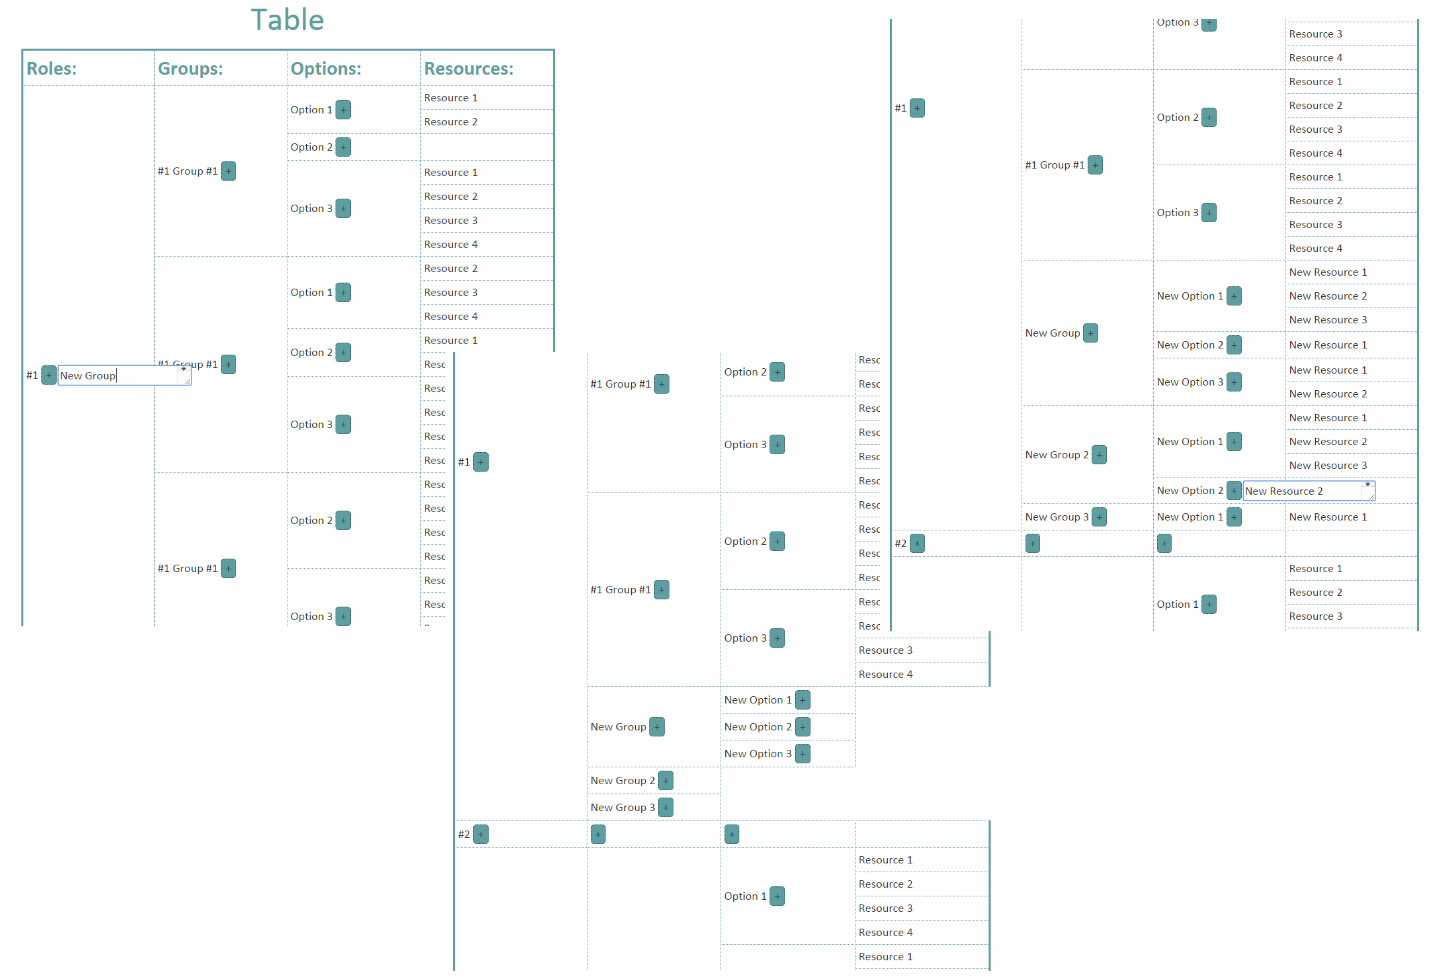 Table
Roles: Groups: Options: Resources:
#1 + New Group
#1 Group #1 +
Option 1 +
Resource 1
Resource 2
Option 2 +
Option 3 +
Resource 1
Resource 2
Resource 3
Resource 4
#1 Group #1 +
Option 1 +
Resource 2
Resource 3
Resource 4
Option 2 +
Resource 1
Resc
Option 3 +
Resc
Resc
Resc
Resc
#1 Group #1 +
Option 2 +
Resc
Resc
Resc
Resc
Option 3 +
Resc
Resc
#1 +
#1 Group #1 +
Option 2 +
Resc
Resc
Option 3 +
Resc
Resc
Resc
Resc
#1 Group #1 +
Option 2 +
Resc
Resc
Resc
Resc
Option 3 +
Resc
Resc
Resource 3
Resource 4
New Group +
New Option 1 +
New Option 2 +
New Option 3 +
New Group 2 +
New Group 3 +
#2 + + +
Option 1 +
Resource 1
Resource 2
Resource 3
Resource 4
Resource 1
#1 +
Option 3 +
Resource 3
Resource 4
#1 Group #1 +
Resource 1
Option 2 +
Resource 2
Resource 3
Resource 4
Option 3 +
Resource 1
Resource 2
Resource 3
Resource 4
New Group +
New Option 1 +
New Resource 1
New Resource 2
New Resource 3
New Option 2 +
New Resource 1
New Option 3 +
New Resource 1
New Resource 2
New Group 2 +
New Option 1 +
New Resource 1
New Resource 2
New Resource 3
New Option 2 + New Resource 2
New Group 3 + New Option 1 + New Resource 1
#2 + + +
Option 1 +
Resource 1
Resource 2
Resource 3